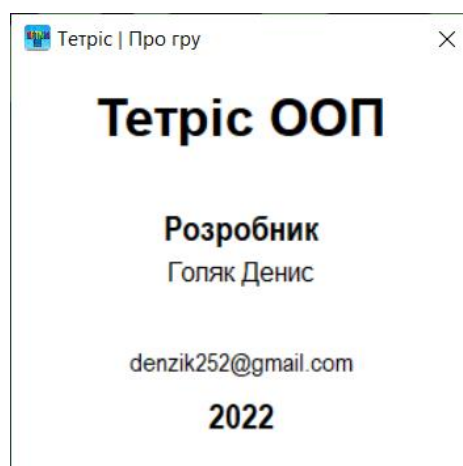 Тетріс | Про гру
Тетріс ООП
Розробник
Голяк Денис
denzik252@gmail.com
2022